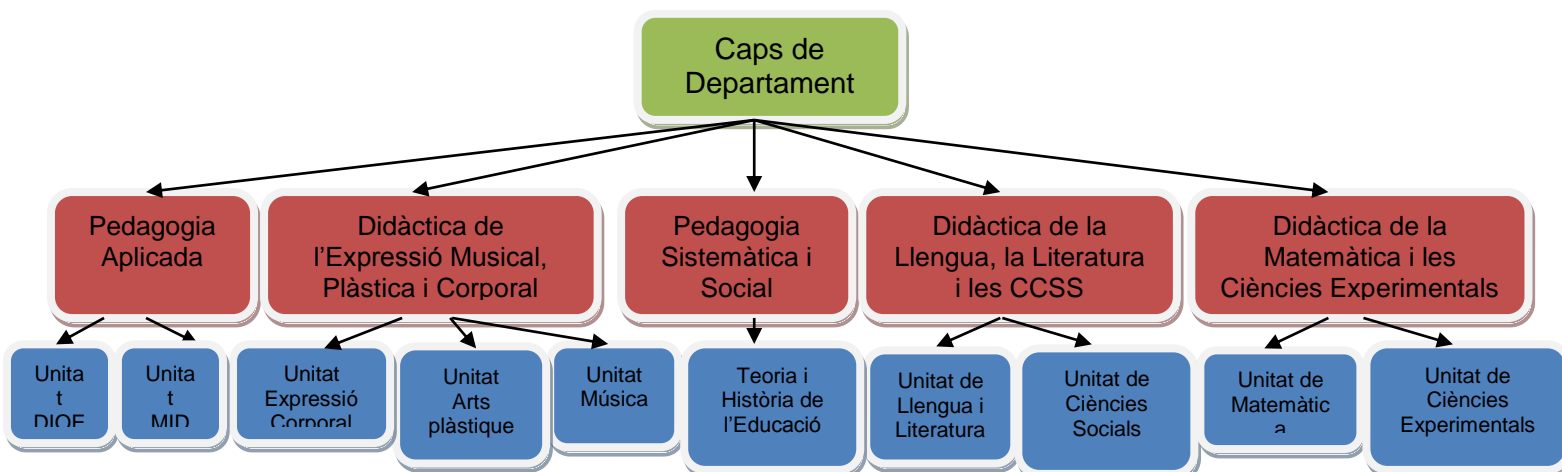 Caps de
Departament
Pedagogia
Aplicada
Didàctica de
l’Expressió Musical,
Plàstica i Corporal
Pedagogia
Sistemàtica i
Social
Didàctica de la
Llengua, la Literatura
i les CCSS
Didàctica de la
Matemàtica i les
Ciències Experimentals
Unita
t
DIOE
Unita
t
MID
Unitat
Expressió
Corporal
Unitat
Arts
plàstique
Unitat
Música
Teoria i
Història de
l’Educació
Unitat de
Llengua i
Literatura
Unitat de
Ciències
Socials
Unitat de
Matemàtic
a
Unitat de
Ciències
Experimentals